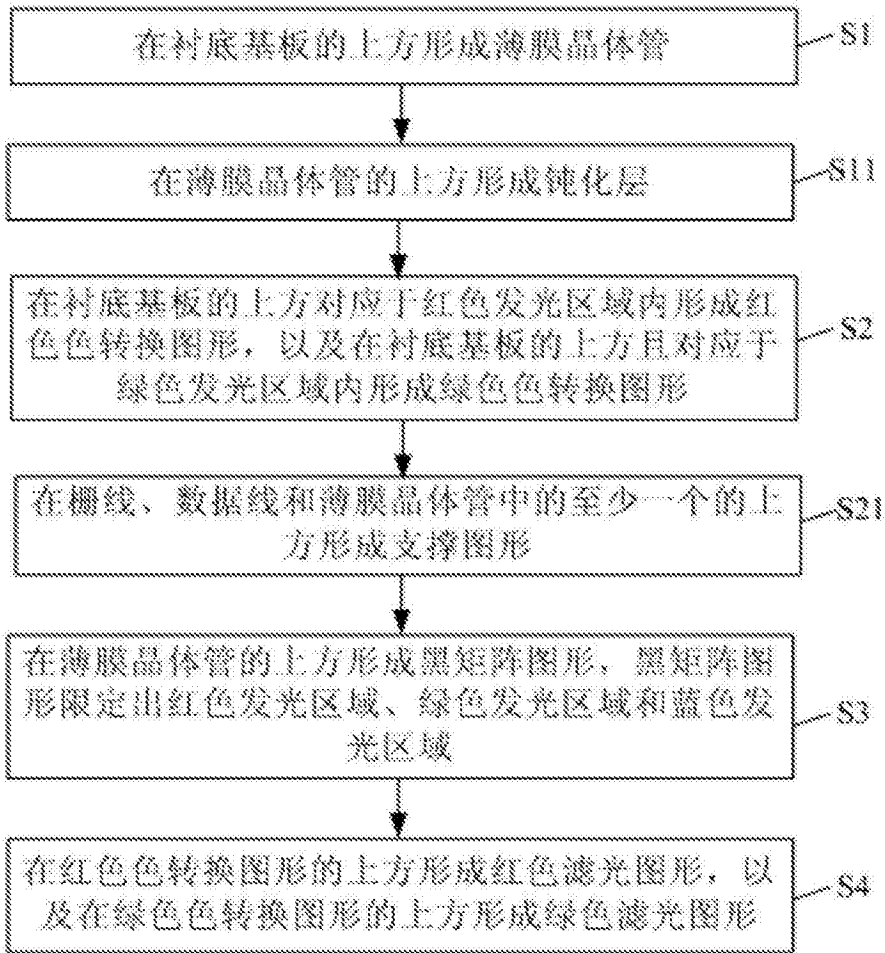 在衬底基板的上方形成薄膜晶体管
S1
在薄膜晶体管的上方形成钝化层
S11
在衬底基板的上方对应于红色发光区域内形成红
色色转换图形，以及在衬底基板的上方且对应于
绿色发光区域内形成绿色色转换图形
S2
在栅线、数据线和薄膜晶体管中的至少一个的上
方形成支撑图形
S21
在薄膜晶体管的上方形成黑矩阵图形，黑矩阵图
形限定出红色发光区域、绿色发光区域和蓝色发
光区域
S3
在红色色转换图形的上方形成红色滤光图形，以
及在绿色色转换图形的上方形成绿色滤光图形
S4